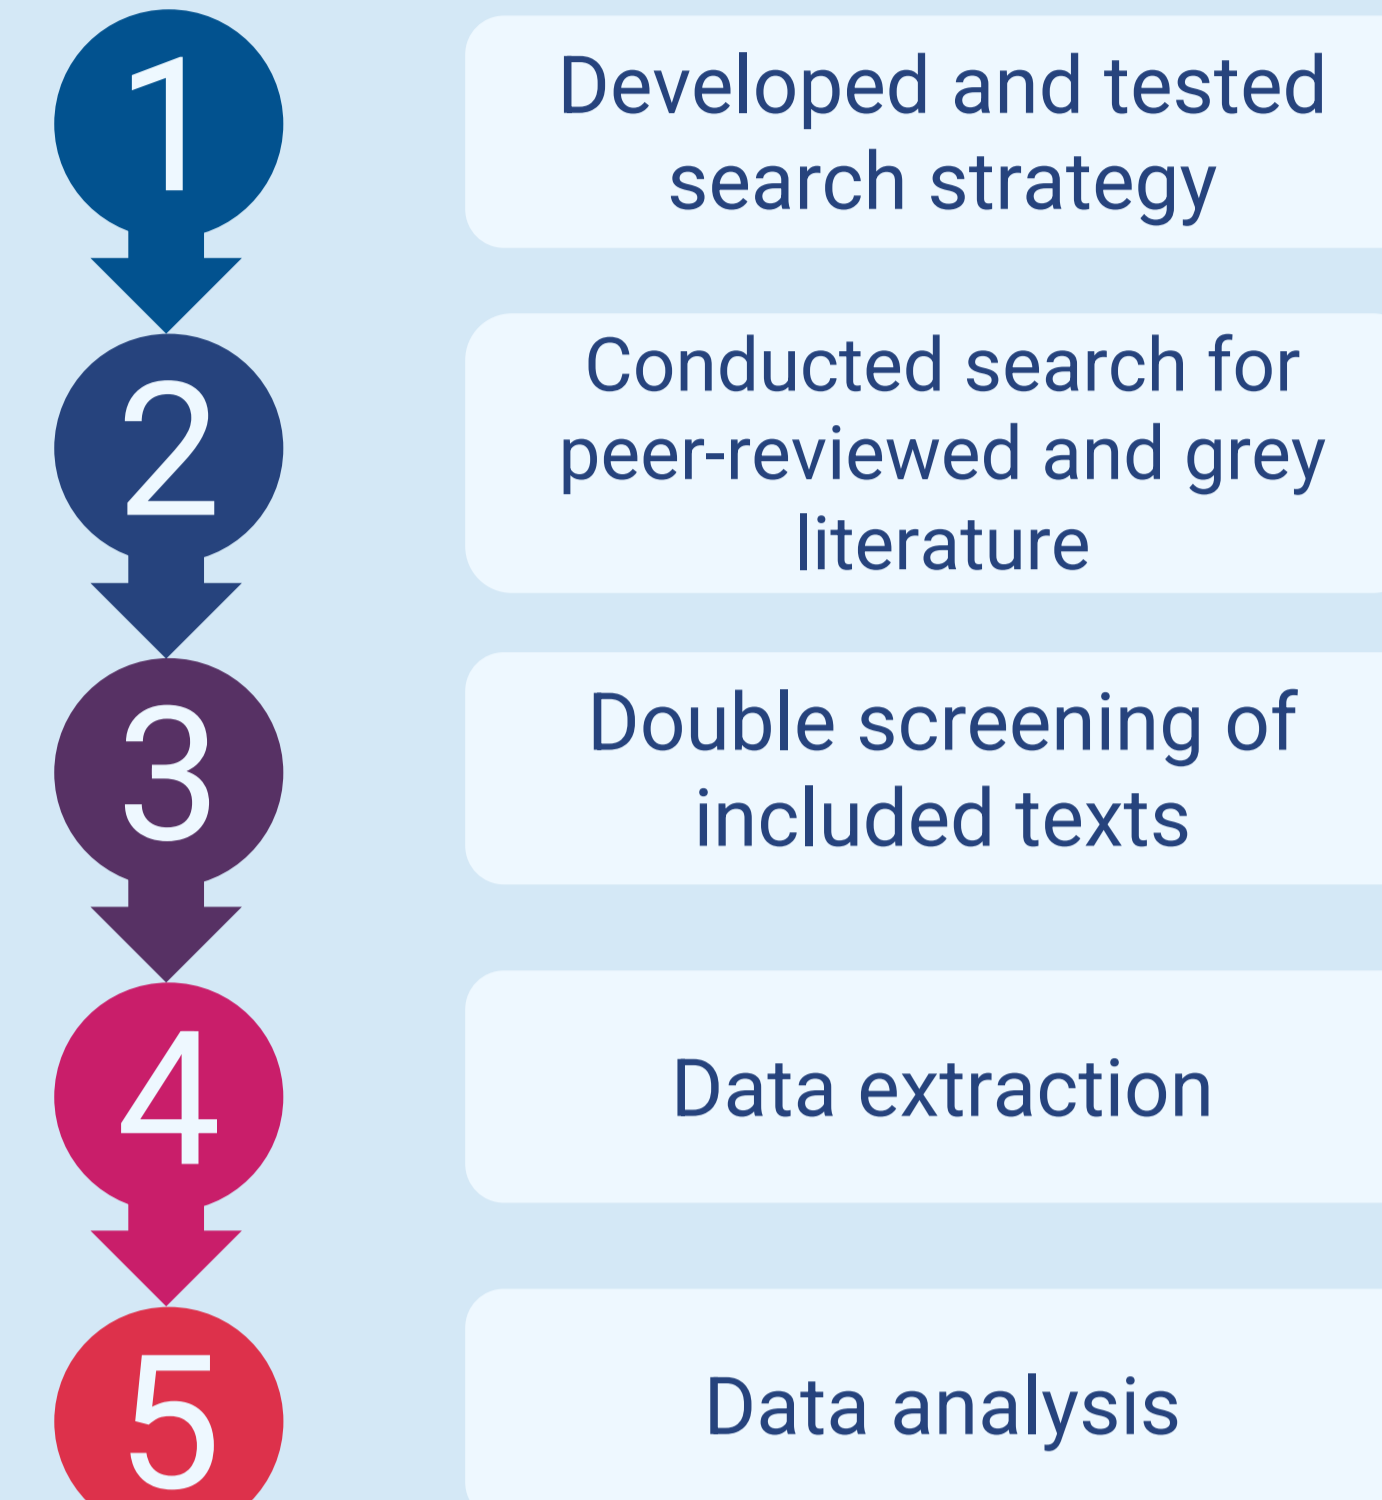 1
Developed and tested
search strategy
2
Conducted search for
peer-reviewed and grey
literature
3
Double screening of
included texts
4
Data extraction
5
Data analysis